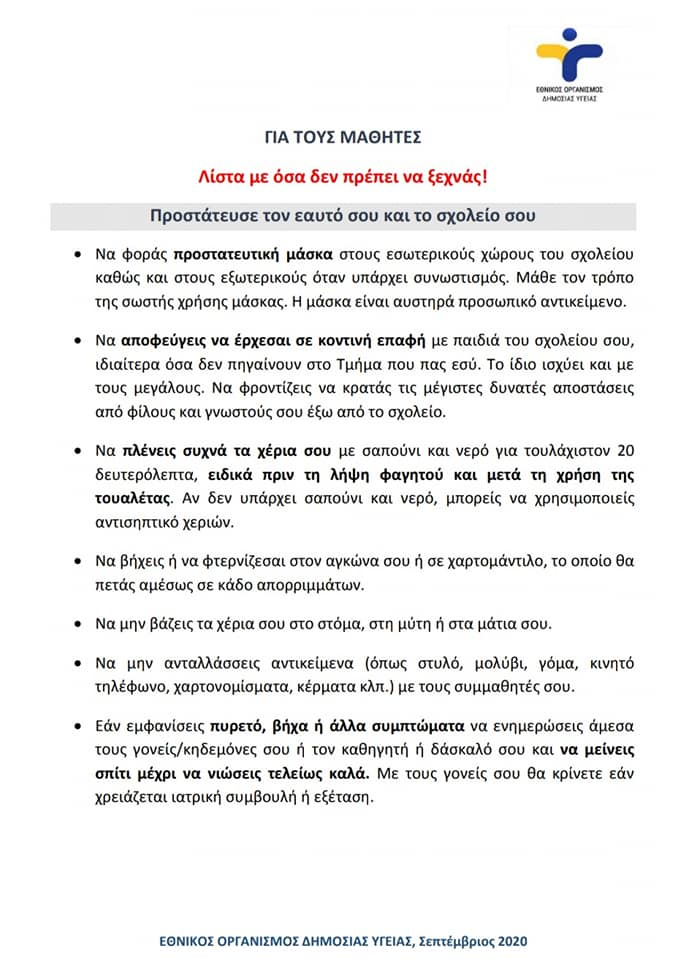 ΕΘΝΙΚΟΣ ΟΡΓΑΝΙΣΜΟΣ
ΔΗΜΟΣΙΑΣ ΥΓΕΙΑΣ
ΓΙΑ ΤΟΥΣ ΜΑΘΗΤΕΣ
Λίστα με όσα δεν πρέπει να ξεχνάς!
Προστάτευσε τον εαυτό σου και το σχολείο σου
• Να φοράς προστατευτική μάσκα στους εσωτερικούς χώρους του σχολείου
καθώς και στους εξωτερικούς όταν υπάρχει συνωστισμός. Μάθε τον τρόπο
της σωστής χρήσης μάσκας. Η μάσκα είναι αυστηρά προσωπικό αντικείμενο.
• Να αποφεύγεις να έρχεσαι σε κοντινή επαφή με παιδιά του σχολείου σου,
ιδιαίτερα όσα δεν πηγαίνουν στο Τμήμα που πας εσύ. Το ίδιο ισχύει και με
τους μεγάλους. Να φροντίζεις να κρατάς τις μέγιστες δυνατές αποστάσεις
από φίλους και γνωστούς σου έξω από το σχολείο.
• Να πλένεις συχνά τα χέρια σου με σαπούνι και νερό για τουλάχιστον 20
δευτερόλεπτα, ειδικά πριν τη λήψη φαγητού και μετά τη χρήση της
τουαλέτας. Αν δεν υπάρχει σαπούνι και νερό, μπορείς να χρησιμοποιείς
αντισηπτικό χεριών.
• Να βήχεις ή να φτερνίζεσαι στον αγκώνα σου ή σε χαρτομάντιλο, το οποίο θα
πετάς αμέσως σε κάδο απορριμμάτων.
• Να μην βάζεις τα χέρια σου στο στόμα, στη μύτη ή στα μάτια σου.
• Να μην ανταλλάσσεις αντικείμενα (όπως στυλό, μολύβι, γόμα, κινητό
τηλέφωνο, χαρτονομίσματα, κέρματα κλπ.) με τους συμμαθητές σου.
• Εάν εμφανίσεις πυρετό, βήχα ή άλλα συμπτώματα να ενημερώσεις άμεσα
τους γονείς/κηδεμόνες σου ή τον καθηγητή ή δάσκαλό σου και να μείνεις
σπίτι μέχρι να νιώσεις τελείως καλά. Με τους γονείς σου θα κρίνετε εάν
χρειάζεται ιατρική συμβουλή ή εξέταση.
ΕΘΝΙΚΟΣ ΟΡΓΑΝΙΣΜΟΣ ΔΗΜΟΣΙΑΣ ΥΓΕΙΑΣ, Σεπτέμβριος 2020